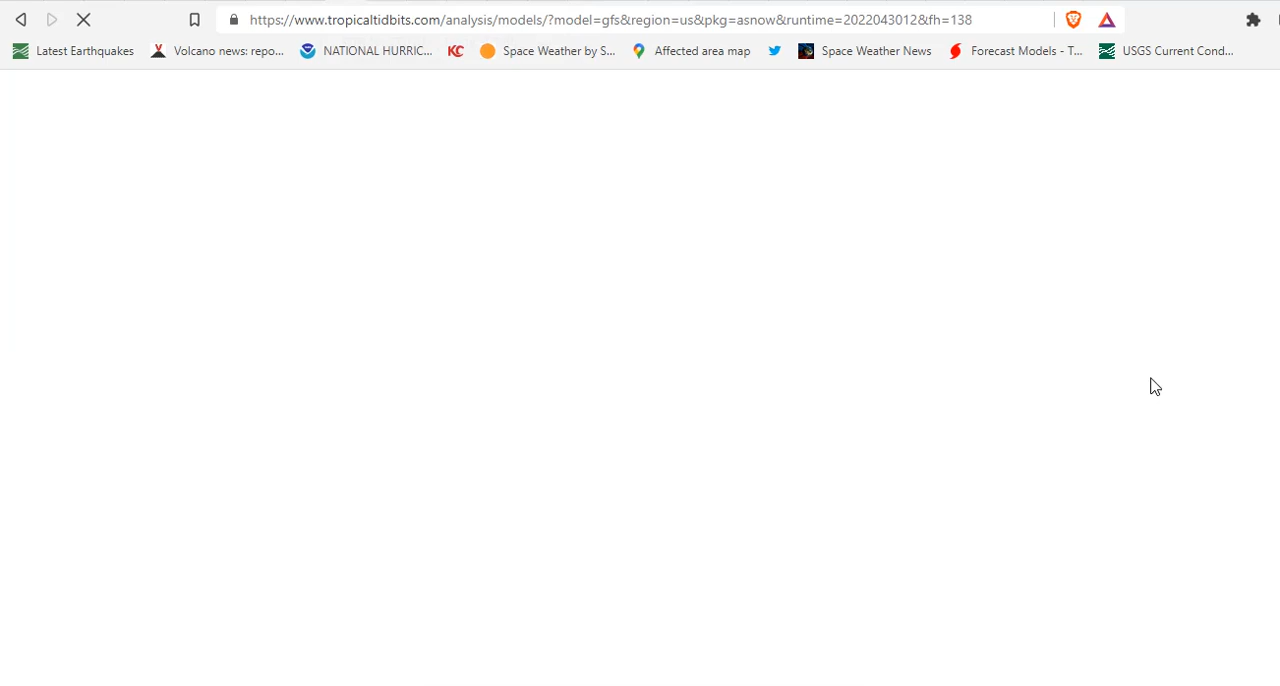 https://www.tropicaltidbits.com/analysis/models/?model=gfs&region=us&pkg=asnow&runtime=2022043012&fh=138
Latest Earthquakes Volcano news: repo... NATIONAL HURRIC... KC Space Weather by S... Affected area map Space Weather News Forecast Models - T... USGS Current Cond...